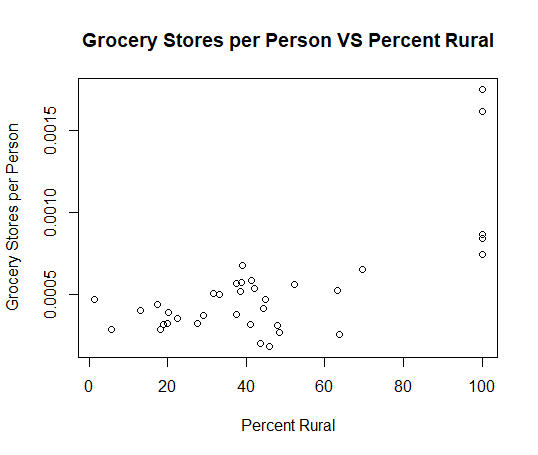 Grocery Stores per Person VS Percent Rural
Grocery Stores per Person
0.0015
0.0010
0.0005
0 20 40 60 80 100
Percent Rural